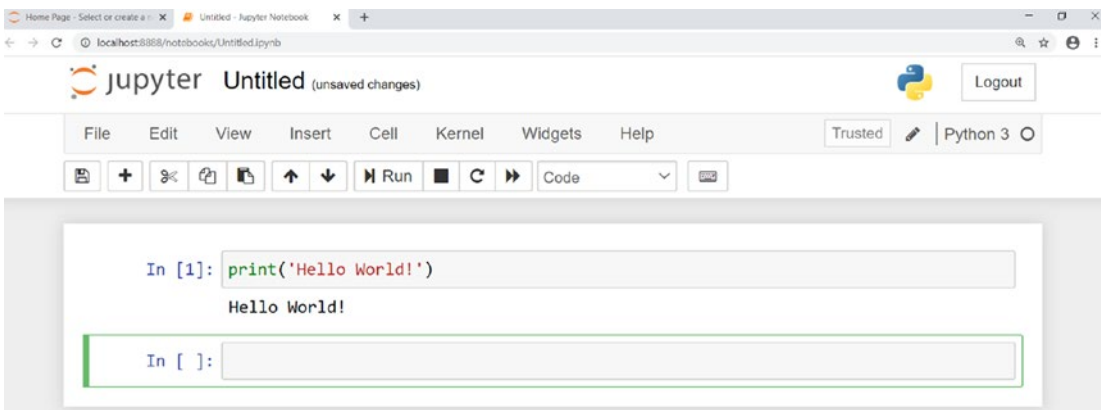 Home Page - Select or create a n
Untitled - Jupyter Notebook
localhost:8888/notebooks/Untitled.ipynb
jupyter Untitled (unsaved changes)
Logout
File Edit View Insert Cell Kernel Widgets Help
Trusted
Python 3
Run
Code
In [1]: print('Hello World!')
Hello World!
In [ ]: